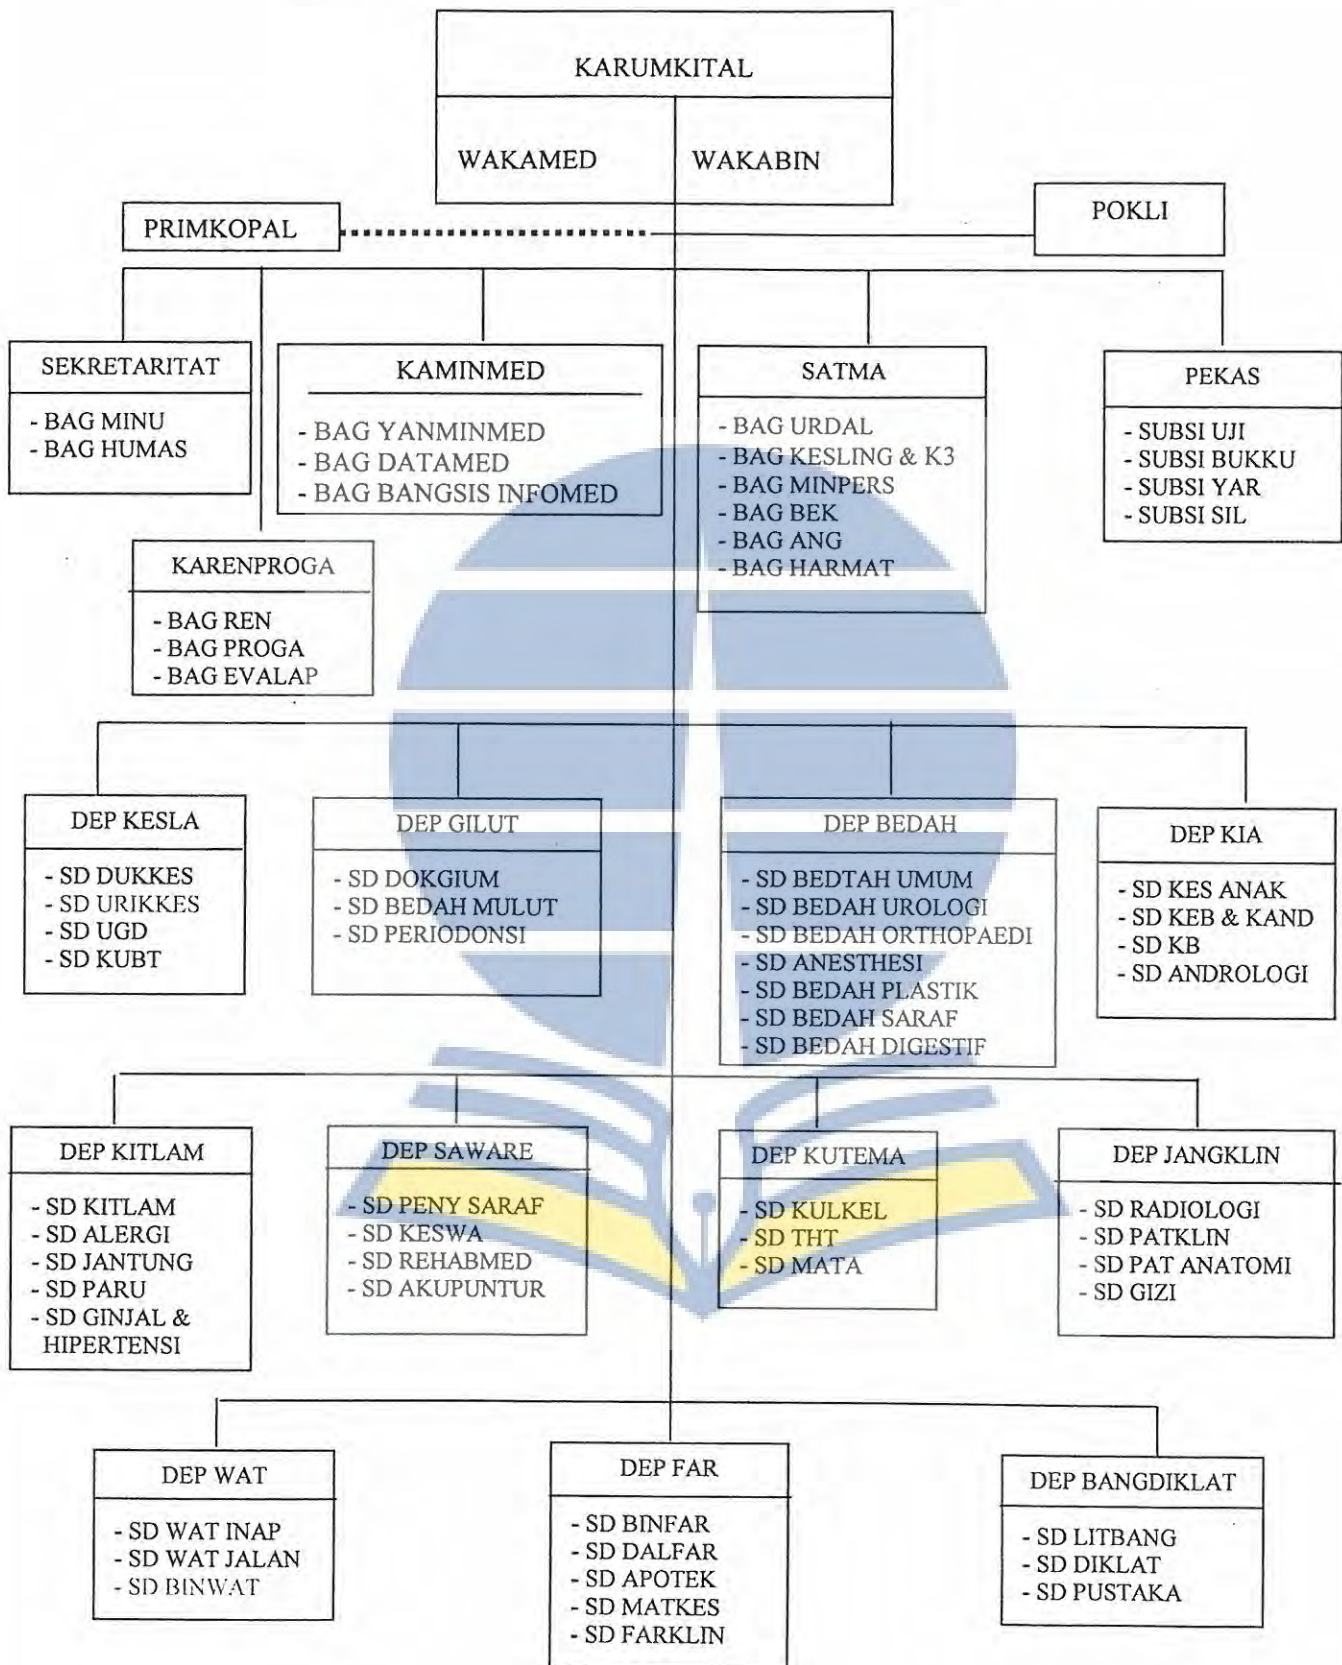 KARUMKITAL
WAKAMED
WAKABIN
PRIMKOPAL
POKLI
SEKRETARITAT
- BAG MINU
- BAG HUMAS
KAMINMED
- BAG YANMINMED
- BAG DATAMED
- BAG BANGSIS INFOMED
SATMA
- BAG URDAL
- BAG KESLING & K3
- BAG MINPERS
- BAG BEK
- BAG ANG
- BAG HARMAT
PEKAS
- SUBSI UJI
- SUBSI BUKKU
- SUBSI YAR
- SUBSI SIL
KARENPROGA
- BAG REN
- BAG PROGA
- BAG EVALAP
DEP KESLA
- SD DUKKES
- SD URIKKES
- SD UGD
- SD KUBT
DEP GILUT
- SD DOKGIUM
- SD BEDAH MULUT
- SD PERIODONSI
DEP BEDAH
- SD BEDTAH UMUM
- SD BEDAH UROLOGI
- SD BEDAH ORTHOPAEDI
- SD ANESTHESI
- SD BEDAH PLASTIK
- SD BEDAH SARAF
- SD BEDAH DIGESTIF
DEP KIA
- SD KES ANAK
- SD KEB & KAND
- SD KB
- SD ANDROLOGI
DEP KITLAM
- SD KITLAM
- SD ALERGI
- SD JANTUNG
- SD PARU
- SD GINJAL &
HIPERTENSI
DEP SAWARE
- SD PENY SARAF
- SD KESWA
- SD REHABMED
- SD AKUPUNTUR
DEP KUTEMA
- SD KULKEL
- SD THT
- SD MATA
DEP JANGKLIN
- SD RADIOLOGI
- SD PATKLIN
- SD PAT ANATOMI
- SD GIZI
DEP WAT
- SD WAT INAP
- SD WAT JALAN
- SD BINWAT
DEP FAR
- SD BINFAR
- SD DALFAR
- SD APOTEK
- SD MATKES
- SD FARKLIN
DEP BANGDIKLAT
- SD LITBANG
- SD DIKLAT
- SD PUSTAKA